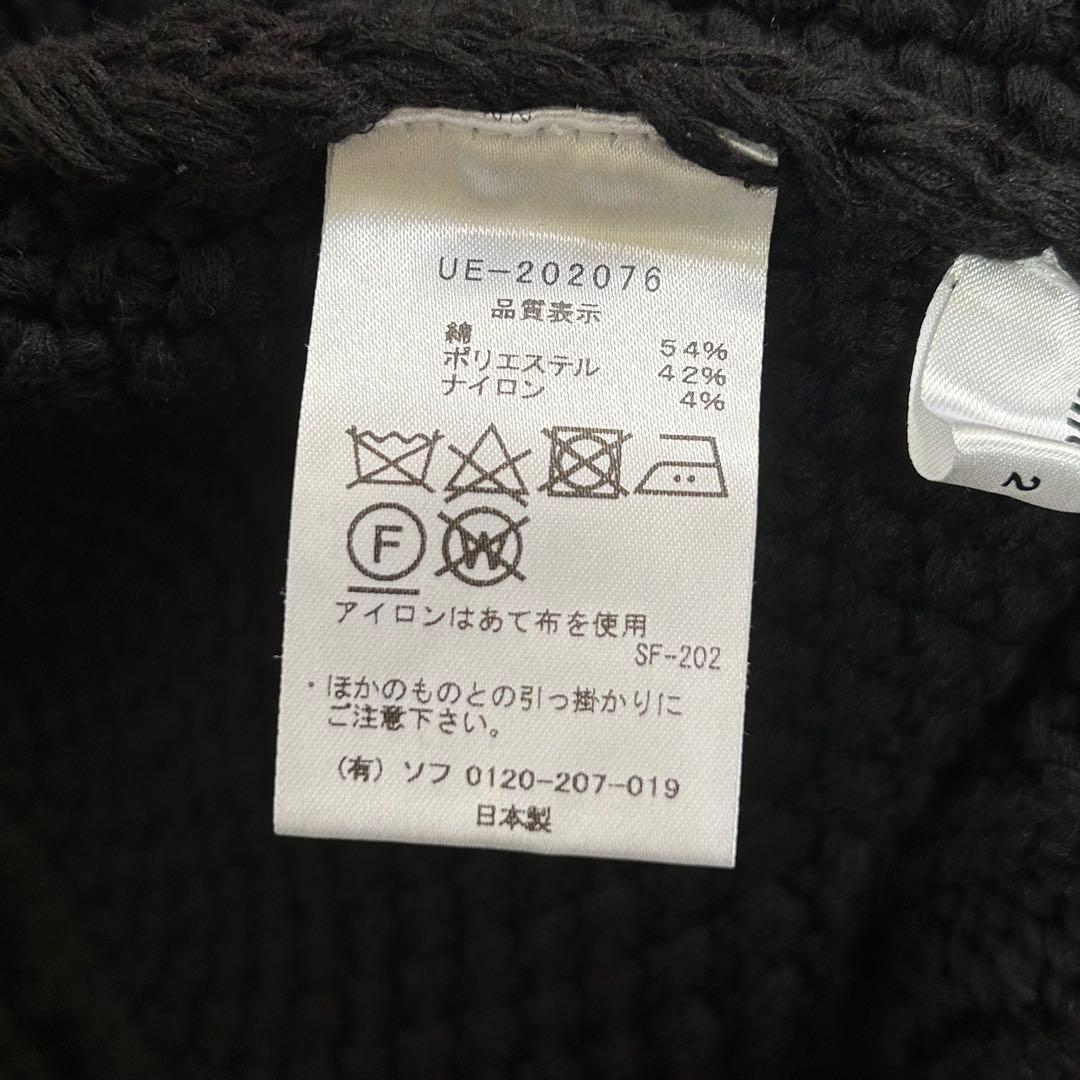 UE-202076
品質表示
綿 54%
ポリエステル 42%
ナイロン 4%
F W
アイロンはあて布を使用
SF-202
・ほかのものとの引っ掛かりに
ご注意下さい。
(有) ソフ 0120-207-019
日本製
2